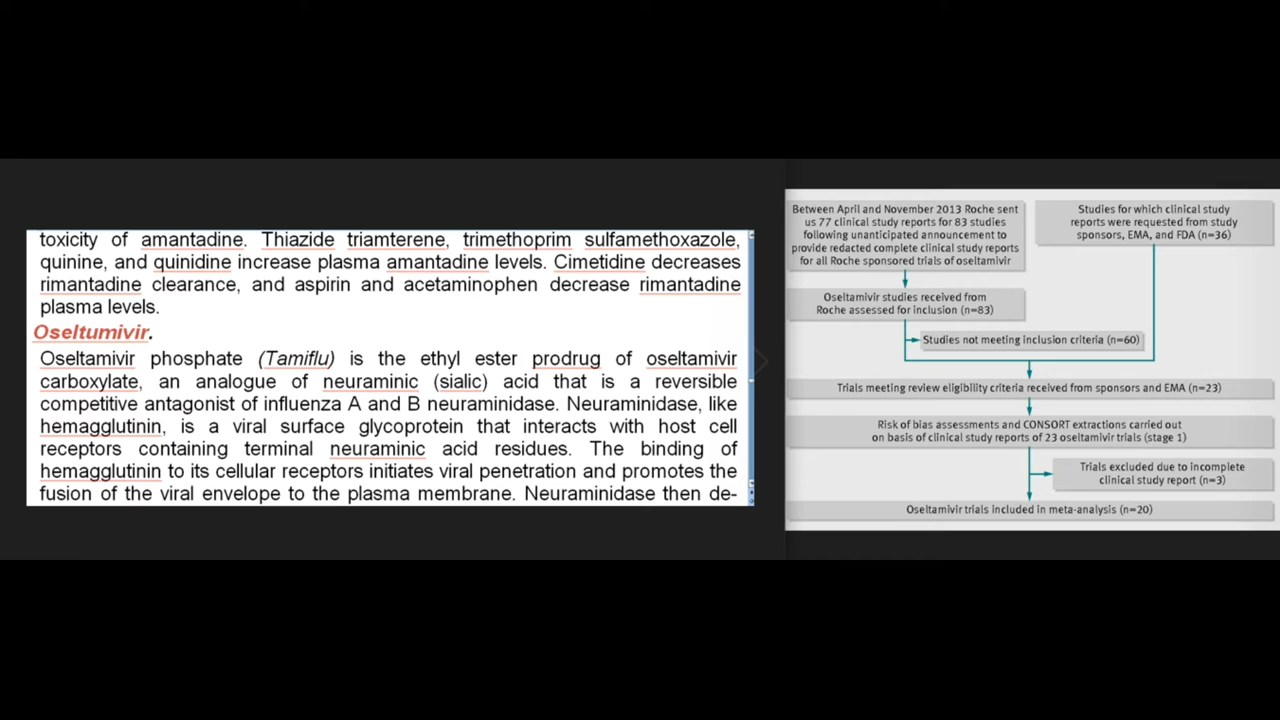 toxicity of amantadine. Thiazide triamterene, trimethoprim sulfamethoxazole,
quinine, and quinidine increase plasma amantadine levels. Cimetidine decreases
rimantadine clearance, and aspirin and acetaminophen decrease rimantadine
plasma levels.
Oseltumivir.
Oseltamivir phosphate (Tamiflu) is the ethyl ester prodrug of oseltamivir
carboxylate, an analogue of neuraminic (sialic) acid that is a reversible
competitive antagonist of influenza A and B neuraminidase. Neuraminidase, like
hemagglutinin, is a viral surface glycoprotein that interacts with host cell
receptors containing terminal neuraminic acid residues. The binding of
hemagglutinin to its cellular receptors initiates viral penetration and promotes the
fusion of the viral envelope to the plasma membrane. Neuraminidase then de-
Between April and November 2013 Roche sent
us 77 clinical study reports for 83 studies
following unanticipated announcement to
provide redacted complete clinical study reports
for all Roche sponsored trials of oseltamivir
Studies for which clinical study
reports were requested from study
sponsors, EMA, and FDA (n=36)
Oseltamivir studies received from
Roche assessed for inclusion (n=83)
Studies not meeting inclusion criteria (n=60)
Trials meeting review eligibility criteria received from sponsors and EMA (n=23)
Risk of bias assessments and CONSORT extractions carried out
on basis of clinical study reports of 23 oseltamivir trials (stage 1)
Trials excluded due to incomplete
clinical study report (n=3)
Oseltamivir trials included in meta-analysis (n=20)